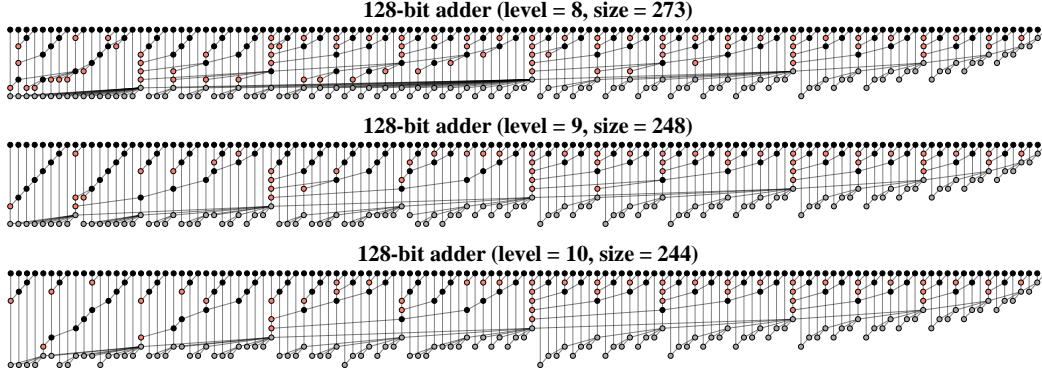 128-bit adder (level = 8, size = 273)
128-bit adder (level = 9, size = 248)
128-bit adder (level = 10, size = 244)